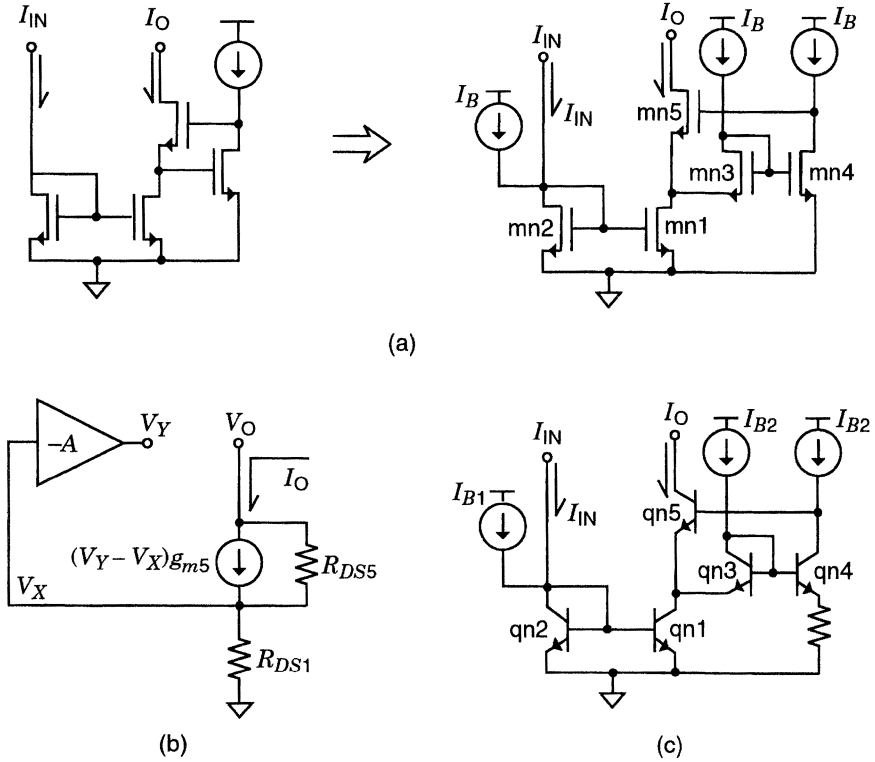 I_IN
I_O
I_IN
I_B
I_IN
I_O
I_B
I_B
mn5
mn3
mn4
mn2
mn1
(a)
−A
V_Y
V_O
I_O
(V_Y − V_X)g_m5
R_DS5
V_X
R_DS1
(b)
I_IN
I_B1
I_IN
I_O
I_B2
I_B2
qn5
qn3
qn4
qn2
qn1
(c)